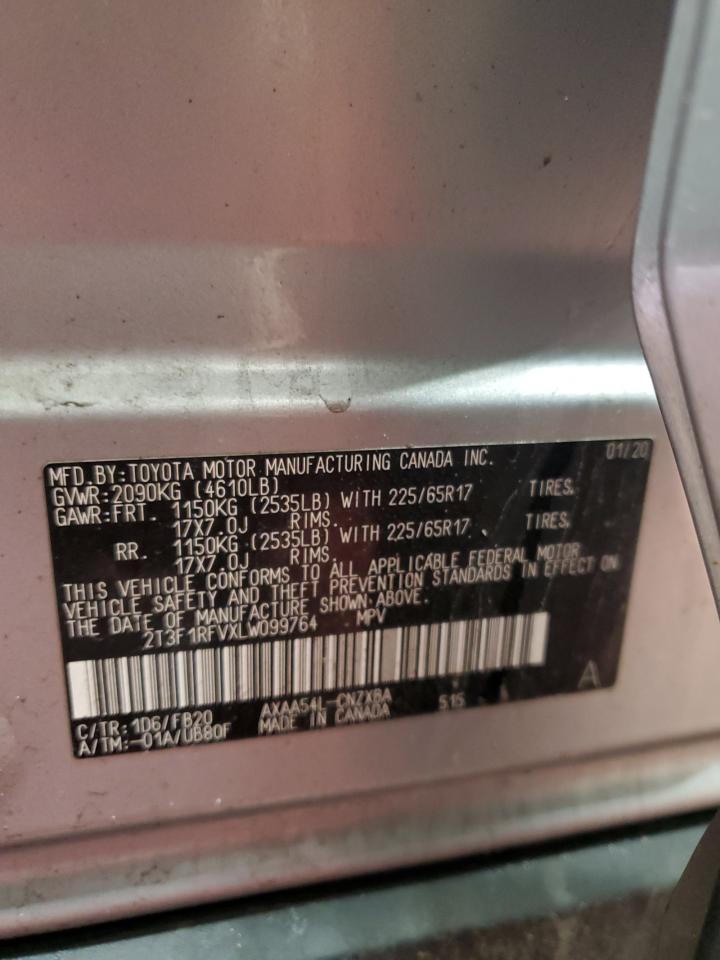 MFD.BY:TOYOTA MOTOR MANUFACTURING CANADA INC. 01/20
GVWR:2090KG (4610LB)
GAWR:FRT. 1150KG (2535LB) WITH 225/65R17 TIRES.
17X7.0J RIMS.
RR. 1150KG (2535LB) WITH 225/65R17 TIRES.
17X7.0J RIMS.
THIS VEHICLE CONFORMS TO ALL APPLICABLE FEDERAL MOTOR
VEHICLE SAFETY AND THEFT PREVENTION STANDARDS IN EFFECT ON
THE DATE OF MANUFACTURE SHOWN ABOVE.
2T3F1RFVXLW099764 MPV
C/TR:1D6/FB20 AXAA54L-CNZXBA 515 A
A/TM:-01A/UB80F MADE IN CANADA